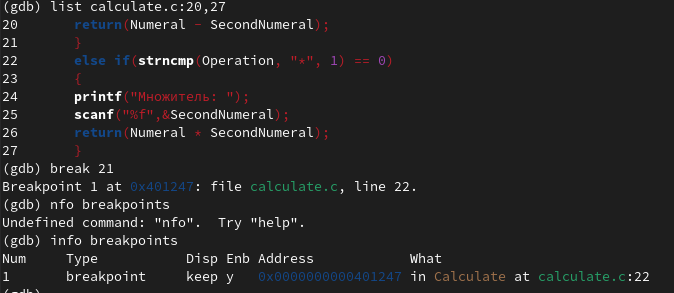 (gdb) list calculate.c:20,27
20 return(Numeral - SecondNumeral);
21 }
22 else if(strncmp(Operation, "*", 1) == 0)
23 {
24 printf("Множитель: ");
25 scanf("%f",&SecondNumeral);
26 return(Numeral * SecondNumeral);
27 }
(gdb) break 21
Breakpoint 1 at 0x401247: file calculate.c, line 22.
(gdb) nfo breakpoints
Undefined command: "nfo".  Try "help".
(gdb) info breakpoints
Num Type Disp Enb Address What
1 breakpoint keep y 0x0000000000401247 in Calculate at calculate.c:22
(gdb)